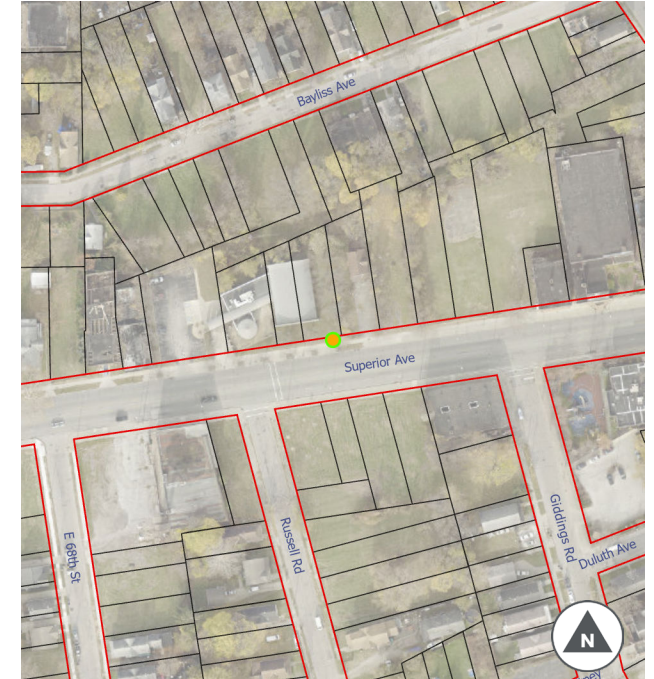 Bayliss Ave
Superior Ave
E 68th St
Russell Rd
Giddings Rd
Duluth Ave
N